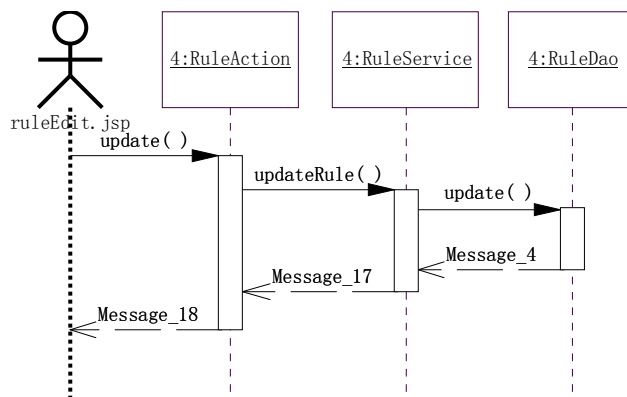 4:RuleAction
4:RuleService
4:RuleDao
ruleEdit.jsp
update( )
updateRule( )
update( )
Message_4
Message_17
Message_18